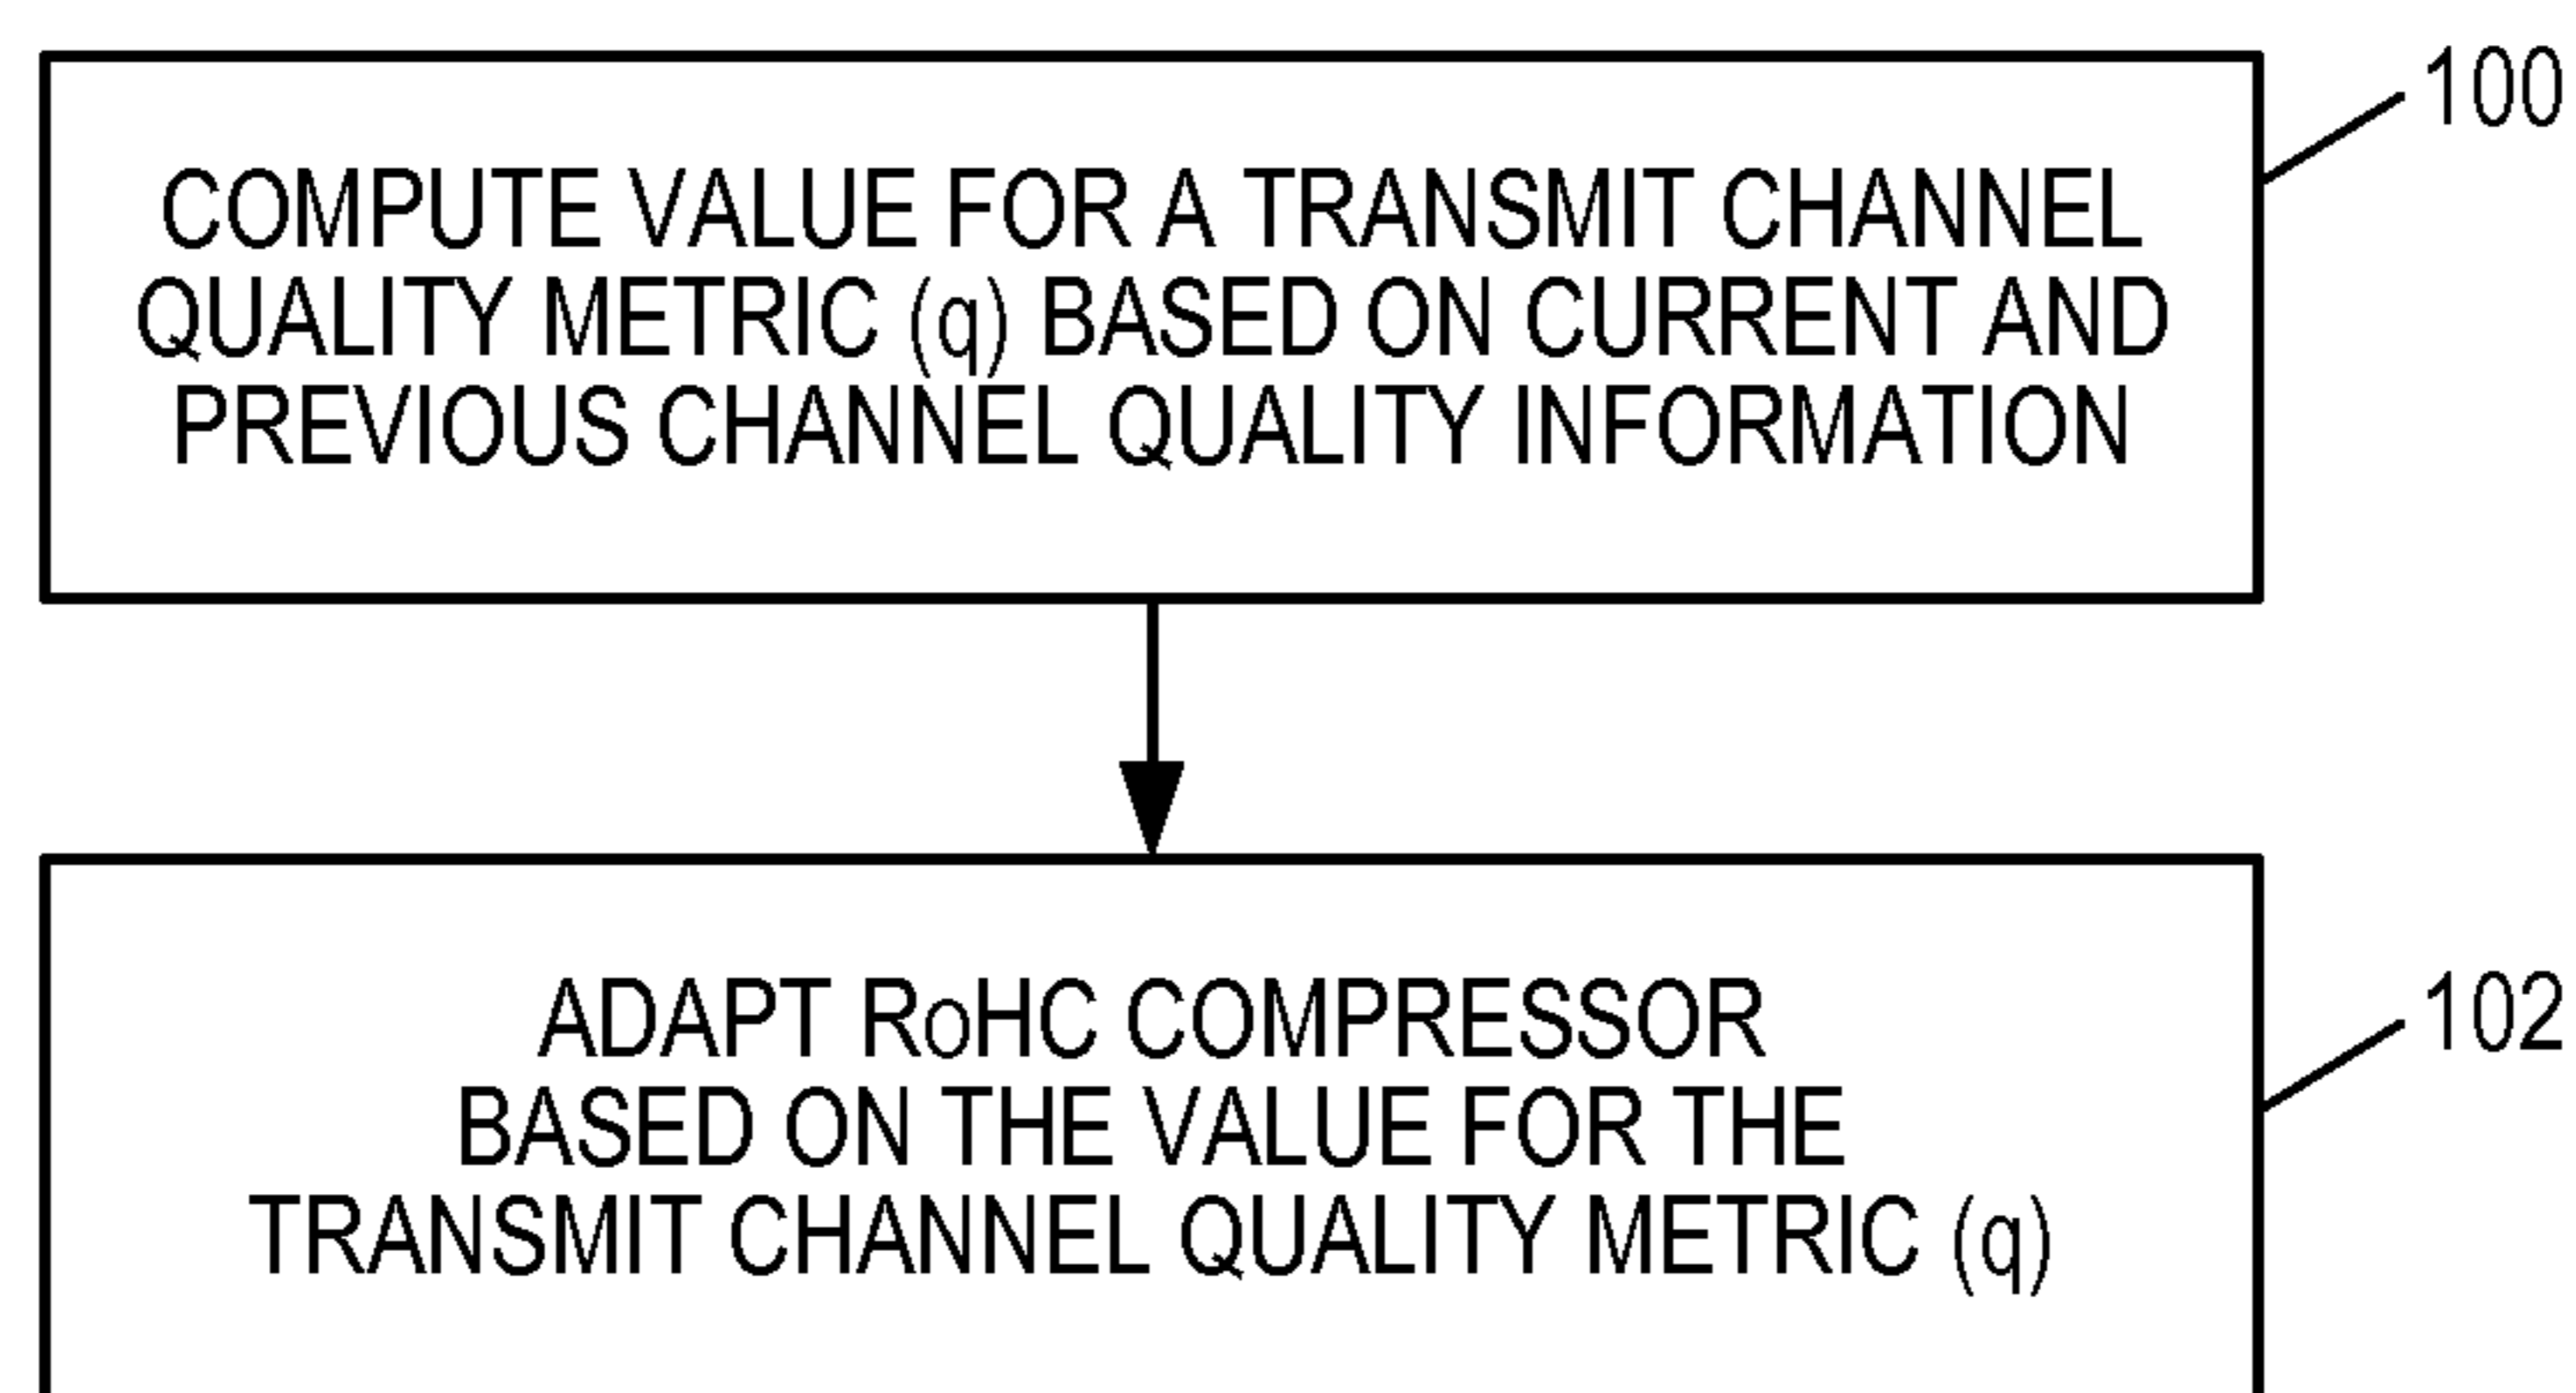 100
COMPUTE VALUE FOR A TRANSMIT CHANNEL
QUALITY METRIC (q) BASED ON CURRENT AND
PREVIOUS CHANNEL QUALITY INFORMATION
102
ADAPT RoHC COMPRESSOR
BASED ON THE VALUE FOR THE
TRANSMIT CHANNEL QUALITY METRIC (q)